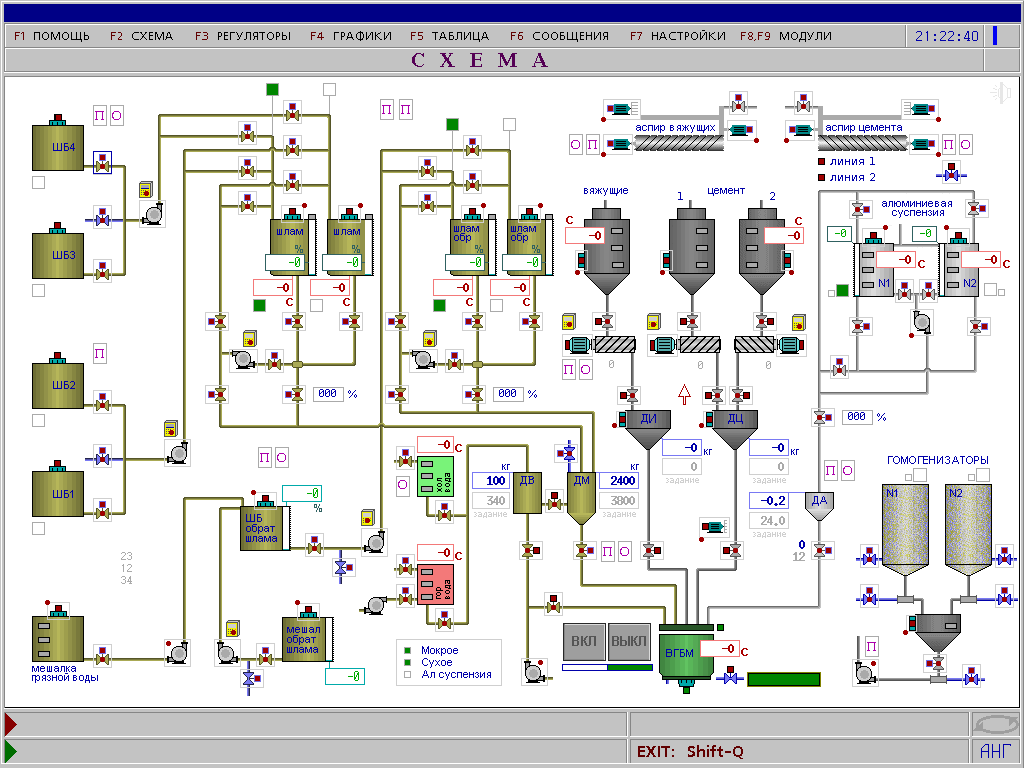 F1 ПОМОЩЬ F2 СХЕМА F3 РЕГУЛЯТОРЫ F4 ГРАФИКИ F5 ТАБЛИЦА F6 СООБЩЕНИЯ F7 НАСТРОЙКИ F8,F9 МОДУЛИ 21:22:40
С Х Е М А
П О
П П
аспир вяжущих
аспир цемента
О П
П О
линия 1
линия 2
ШБ4
ШБ3
вяжущие
1 цемент 2
алюминиевая
суспензия
шлам
шлам
шлам
обр
шлам
обр
% -0
-0
% -0
-0
-0 С
-0
-0 С
-0
С -0
С -0
-0
-0
-0 С
-0 С
N1
N2
П
ШБ2
ШБ1
000 %
000 %
0
0
0
П О
000 %
ДИ
ДЦ
-0 кг
0
задание
-0 кг
0
задание
П О
П О
ГОМОГЕНИЗАТОРЫ
N1
N2
-0 С
хол
вода
О
кг
100
340
задание
ДВ
ДМ
кг
2400
3800
задание
-0.2
24.0
задание
ДА
0
12
-0
%
ШБ
обрат
шлама
П О
23
12
34
-0 С
гор
вода
мешал
обрат
шлама
-0
мешалка
грязной воды
Мокрое
Сухое
Ал суспензия
ВКЛ ВЫКЛ
ВГБМ
-0 С
П
EXIT: Shift-Q
АНГ